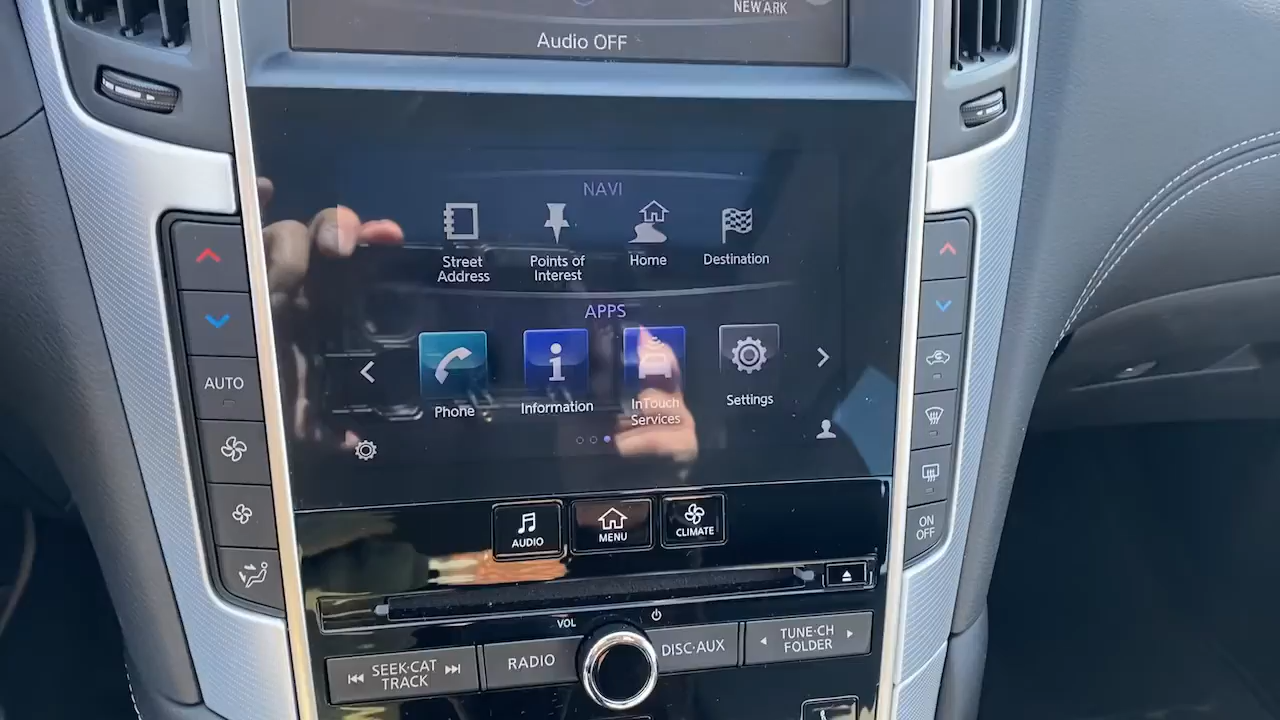 NEWARK
Audio OFF
NAVI
Street
Address
Points of
Interest
Home
Destination
APPS
Phone
Information
InTouch
Services
Settings
AUTO
ON
OFF
AUDIO
MENU
CLIMATE
VOL
SEEK·CAT
TRACK
RADIO
DISC·AUX
TUNE·CH
FOLDER